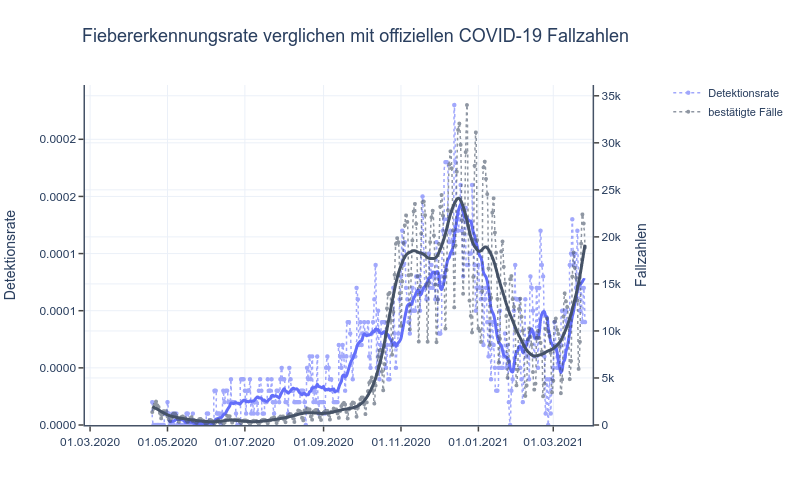 Fiebererkennungsrate verglichen mit offiziellen COVID-19 Fallzahlen
Detektionsrate
bestätigte Fälle
0.0002
0.0002
0.0001
0.0001
0.0000
0.0000
Detektionsrate
35k
30k
25k
20k
15k
10k
5k
0
Fallzahlen
01.03.2020 01.05.2020 01.07.2020 01.09.2020 01.11.2020 01.01.2021 01.03.2021